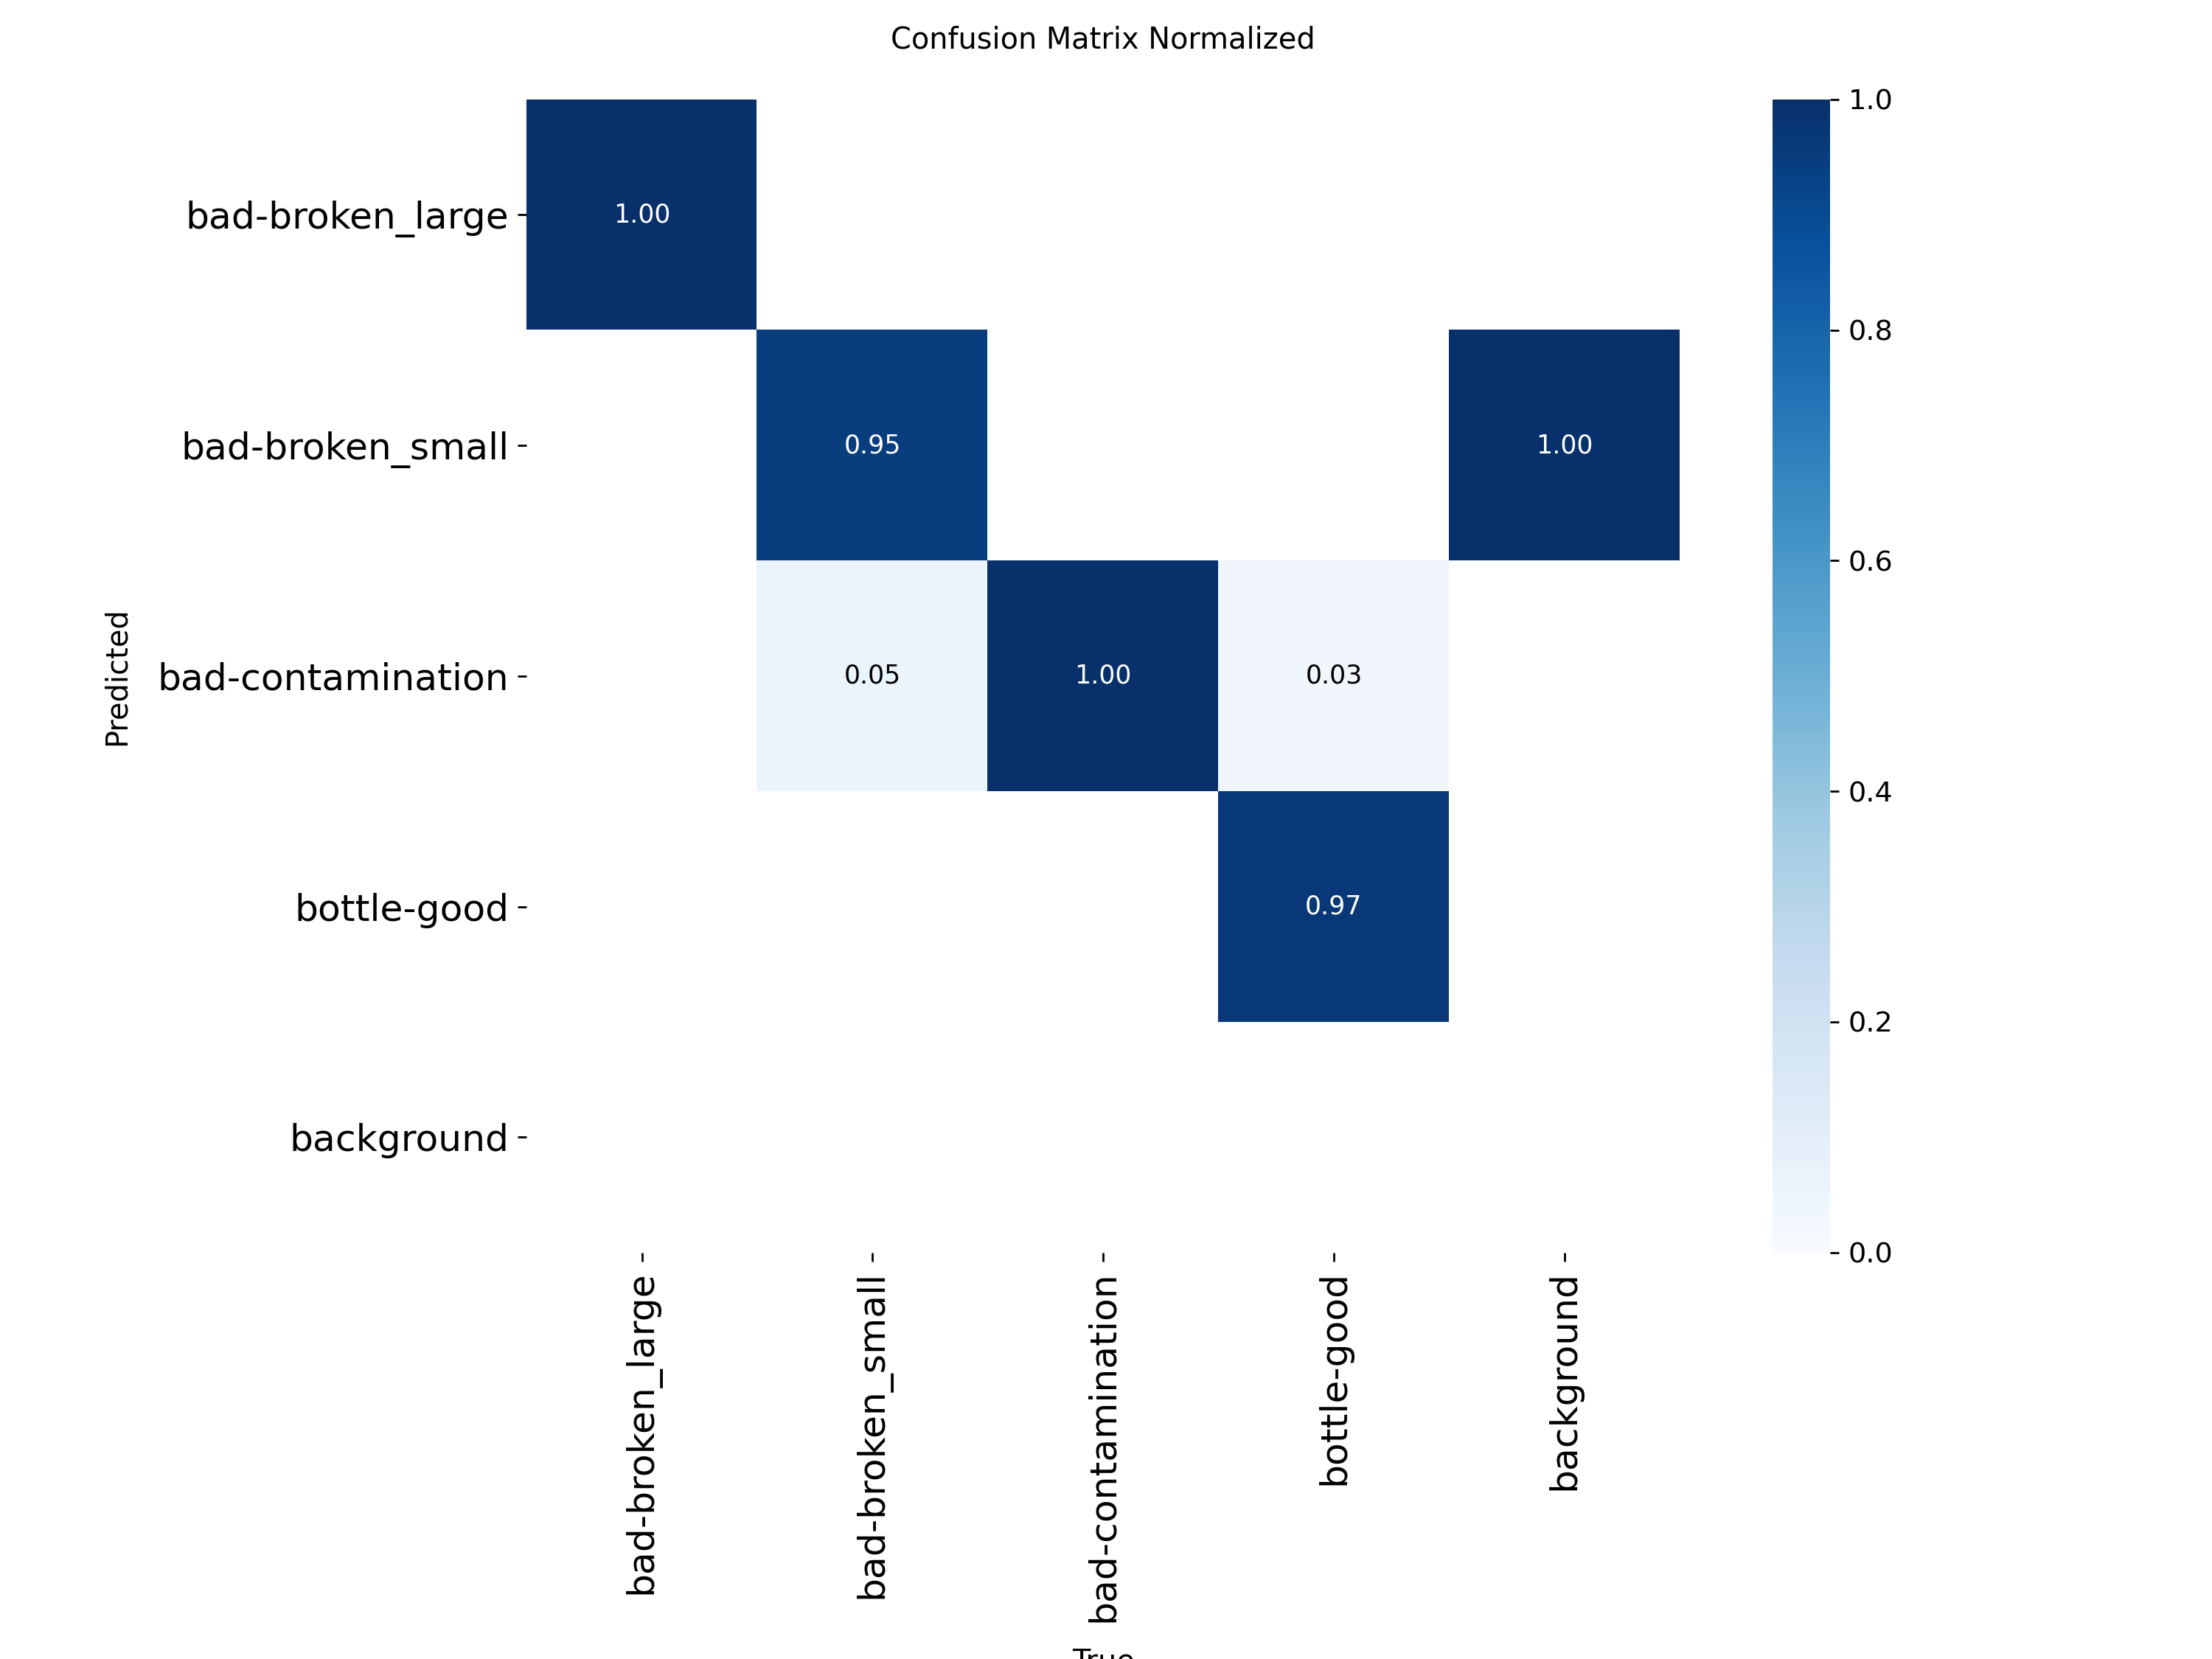 Confusion Matrix Normalized
bad-broken_large
bad-broken_small
bad-contamination
bottle-good
background
Predicted
1.00
0.95
1.00
0.05
1.00
0.03
0.97
1.0
0.8
0.6
0.4
0.2
0.0
bad-broken_large
bad-broken_small
bad-contamination
bottle-good
background
True